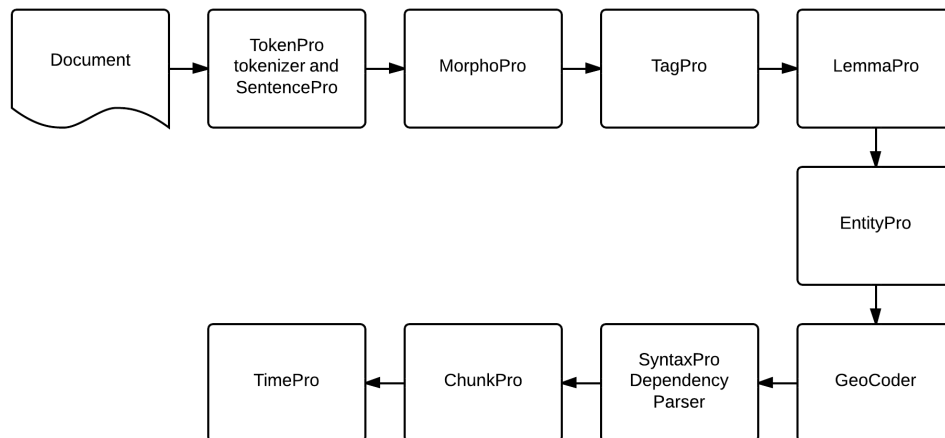 Document
TokenPro
tokenizer and
SentencePro
MorphoPro
TagPro
LemmaPro
EntityPro
GeoCoder
SyntaxPro
Dependency
Parser
ChunkPro
TimePro